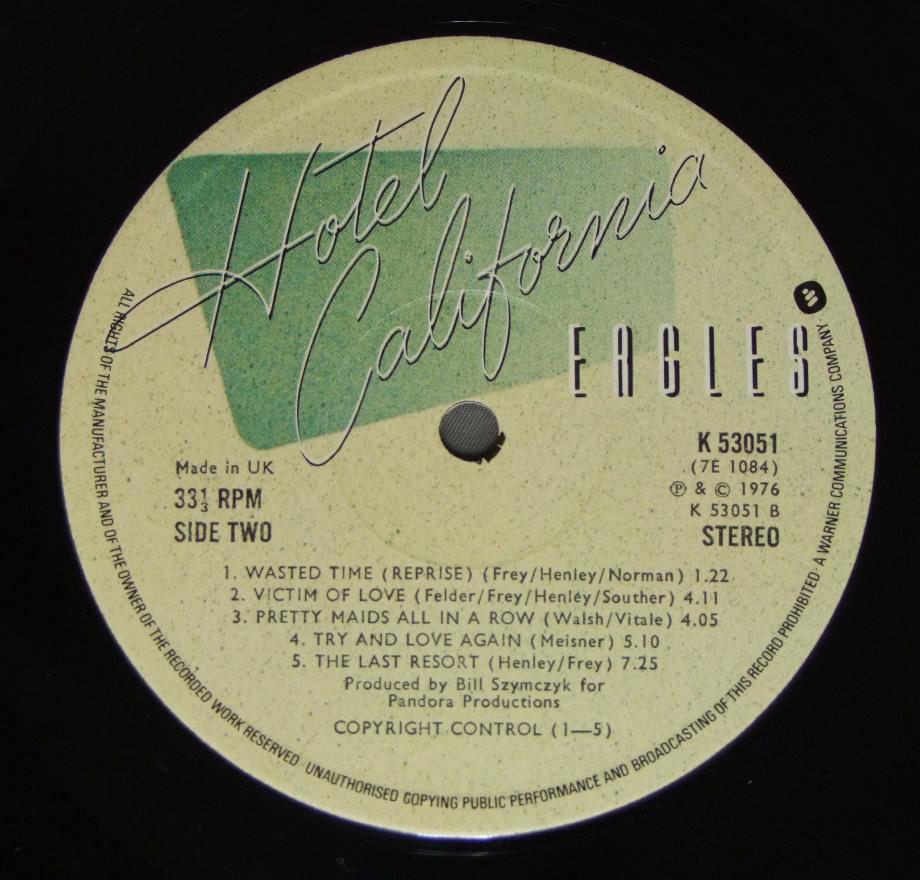 Hotel
California
EAGLES
Made in UK
33⅓ RPM
SIDE TWO
K 53051
(7E 1084)
℗ & © 1976
K 53051 B
STEREO
1. WASTED TIME (REPRISE) (Frey/Henley/Norman) 1.22
2. VICTIM OF LOVE (Felder/Frey/Henley/Souther) 4.11
3. PRETTY MAIDS ALL IN A ROW (Walsh/Vitale) 4.05
4. TRY AND LOVE AGAIN (Meisner) 5.10
5. THE LAST RESORT (Henley/Frey) 7.25
Produced by Bill Szymczyk for
Pandora Productions
COPYRIGHT CONTROL (1—5)
ALL RIGHTS OF THE MANUFACTURER AND OF THE OWNER OF THE RECORDED WORK RESERVED · UNAUTHORISED COPYING PUBLIC PERFORMANCE AND BROADCASTING OF THIS RECORD PROHIBITED · A WARNER COMMUNICATIONS COMPANY ·